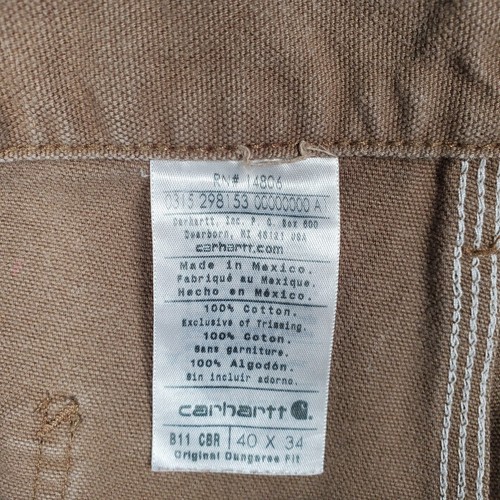 RN# 14806
0315 298153 00000000 A
Carhartt, Inc. P. O. Box 600
Dearborn, MI 48121 USA
carhartt.com
Made in Mexico.
Fabriqué au Mexique.
Hecho en México.
100% Cotton.
Exclusive of Trimming.
100% Coton.
Sans garniture.
100% Algodón.
Sin incluir adorno.
carhartt
B11 CBR 40 X 34
Original Dungaree Fit